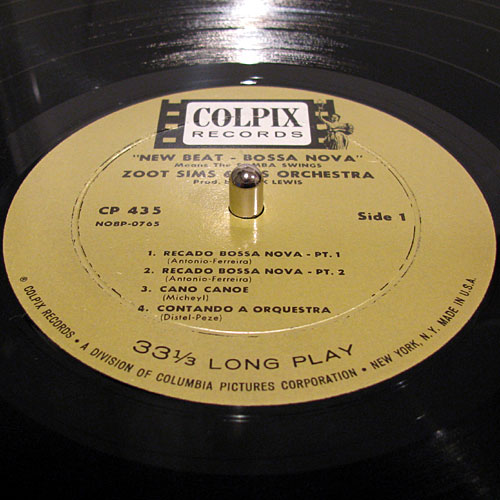 COLPIX
RECORDS
"NEW BEAT - BOSSA NOVA"
Means The SAMBA SWINGS
ZOOT SIMS & HIS ORCHESTRA
Prod. LEWIS
CP 435
NOBP-0765
Side 1
1. RECADO BOSSA NOVA - PT. 1
(Antonio-Ferreira)
2. RECADO BOSSA NOVA - PT. 2
(Antonio-Ferreira)
3. CANO CANOE
(Micheyl)
4. CONTANDO A ORQUESTRA
(Distel-Peze)
33 1/3 LONG PLAY
® COLPIX RECORDS • A DIVISION OF COLUMBIA PICTURES CORPORATION • NEW YORK, N.Y. MADE IN U.S.A.